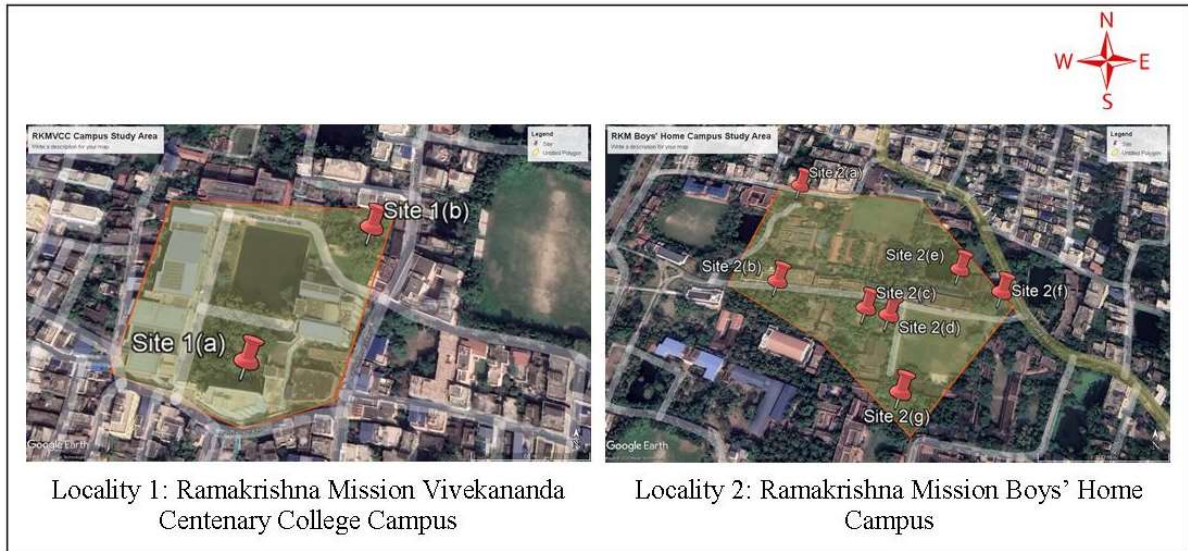 N
W E
S
RKMVCC Campus Study Area
Write a description for your map.
Legend
Site
Untitled Polygon
Site 1(b)
Site 1(a)
Google Earth
N
Locality 1: Ramakrishna Mission Vivekananda
Centenary College Campus
RKM Boys' Home Campus Study Area
Write a description for your map.
Legend
Site
Untitled Polygon
Site 2(a)
Site 2(b)
Site 2(e)
Site 2(c)
Site 2(f)
Site 2(d)
Site 2(g)
Google Earth
Locality 2: Ramakrishna Mission Boys' Home
Campus